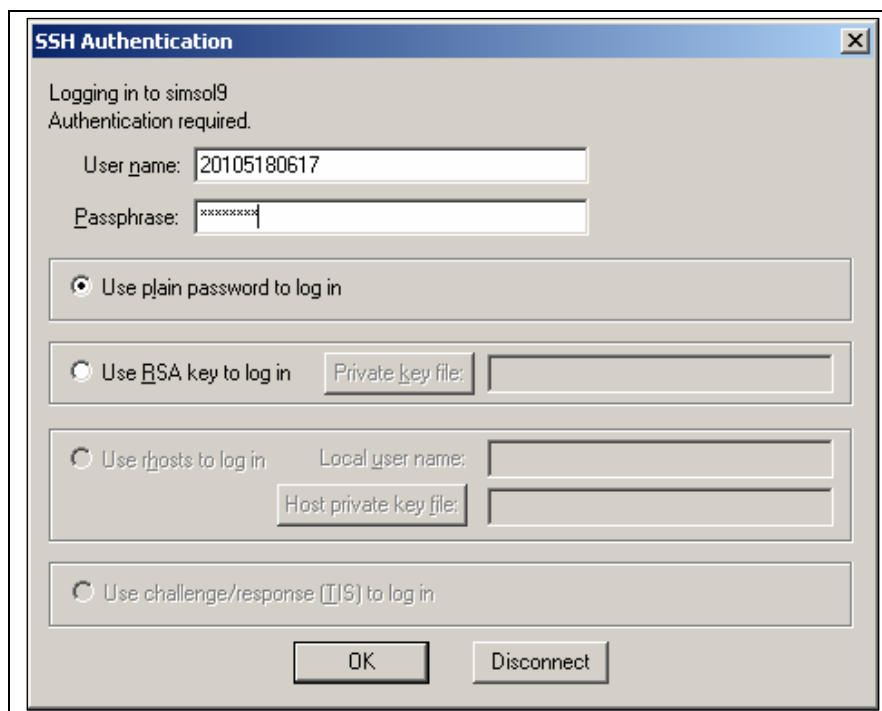 SSH Authentication
Logging in to simsol9
Authentication required.
User name: 20105180617
Passphrase: ********
Use plain password to log in
Use RSA key to log in Private key file:
Use rhosts to log in Local user name:
Host private key file:
Use challenge/response (TIS) to log in
OK Disconnect